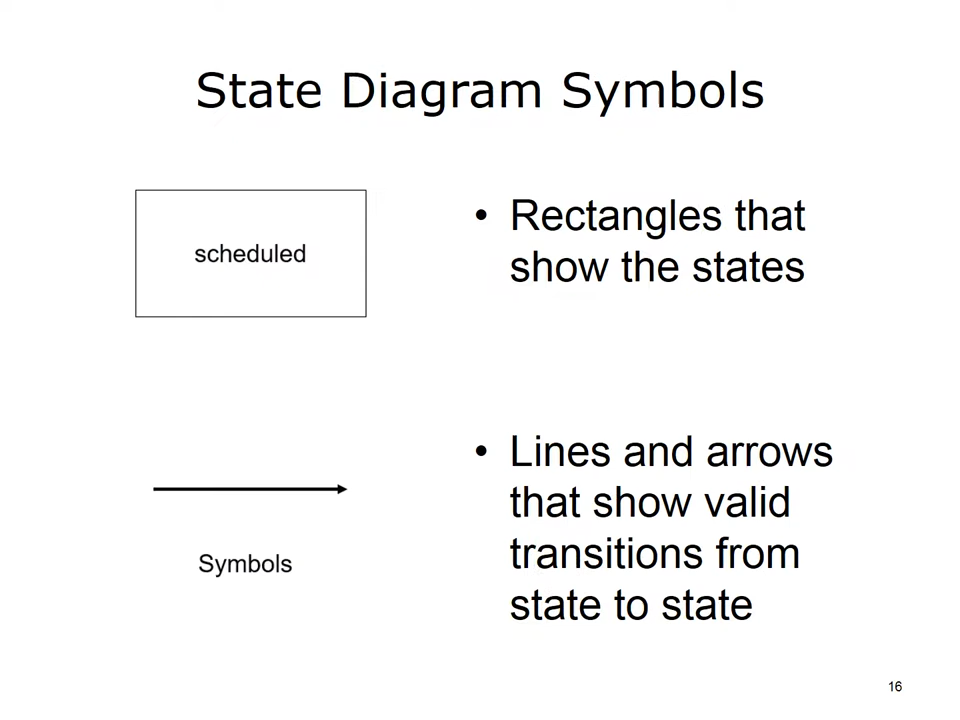 State Diagram Symbols
scheduled
• Rectangles that
show the states
• Lines and arrows
that show valid
transitions from
state to state
Symbols
16